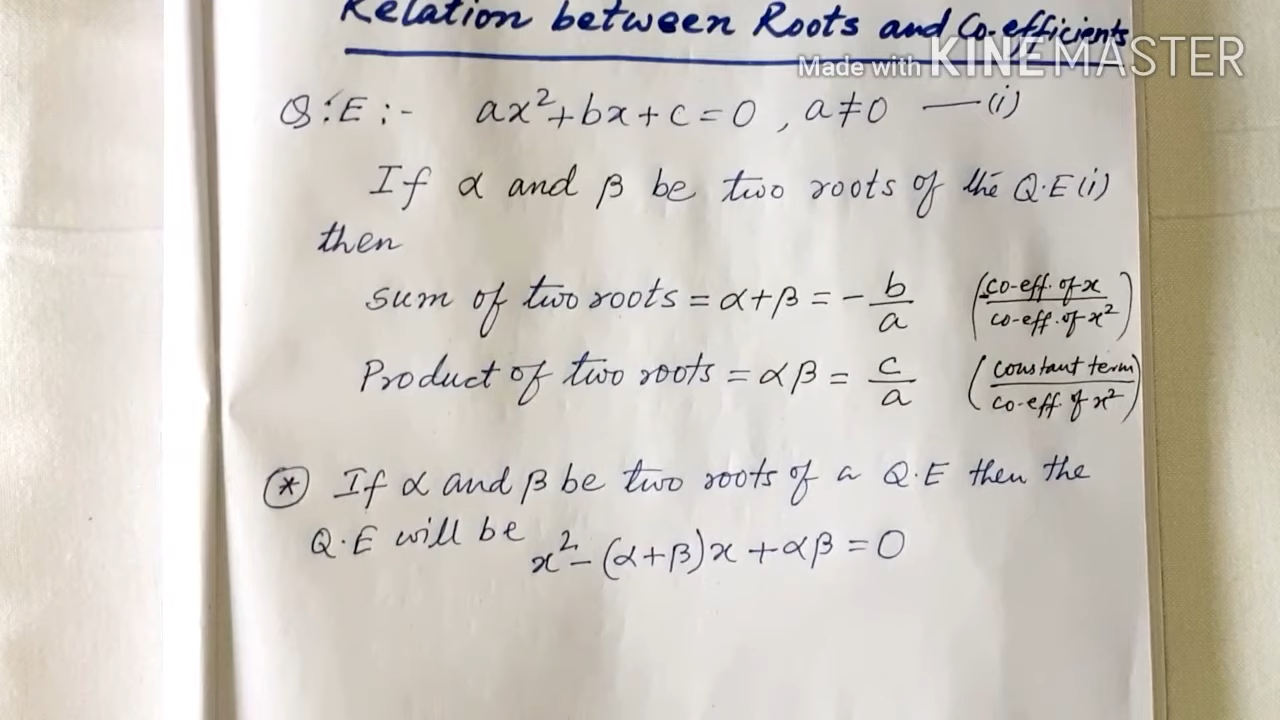 Relation between Roots and Co-efficients
Made with KINEMASTER
Q.E :- ax²+bx+c=0, a≠0 —(i)
If α and β be two roots of the Q.E (i)
then
sum of two roots = α+β = -b/a (-co-eff. of x/co-eff. of x²)
Product of two roots = αβ = c/a (constant term/co-eff. of x²)
(*) If α and β be two roots of a Q.E then the
Q.E will be x²-(α+β)x+αβ=0